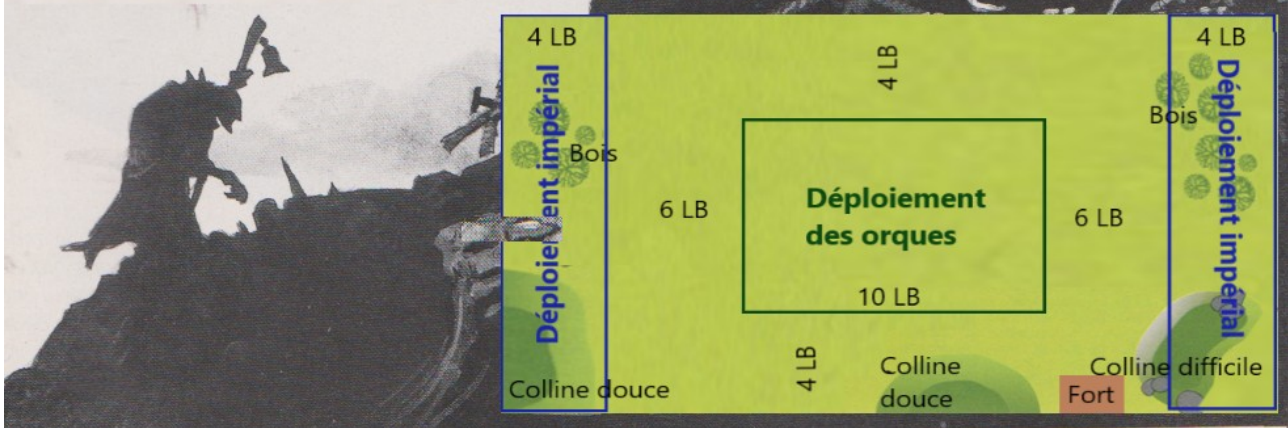 4 LB
Déploiement impérial
Bois
Colline douce
4 LB
6 LB
Déploiement
des orques
10 LB
4 LB
6 LB
Colline
douce
Fort
4 LB
Déploiement impérial
Bois
Colline difficile